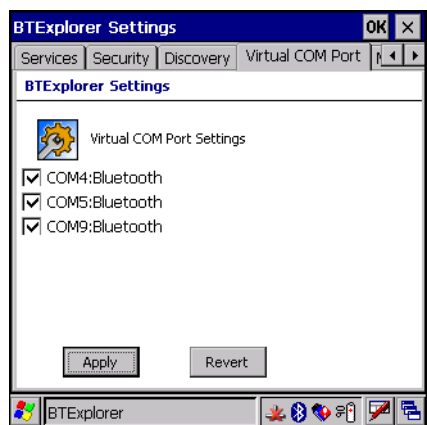 BTExplorer Settings OK
Services Security Discovery Virtual COM Port
BTExplorer Settings
Virtual COM Port Settings
COM4:Bluetooth
COM5:Bluetooth
COM9:Bluetooth
Apply Revert
BTExplorer